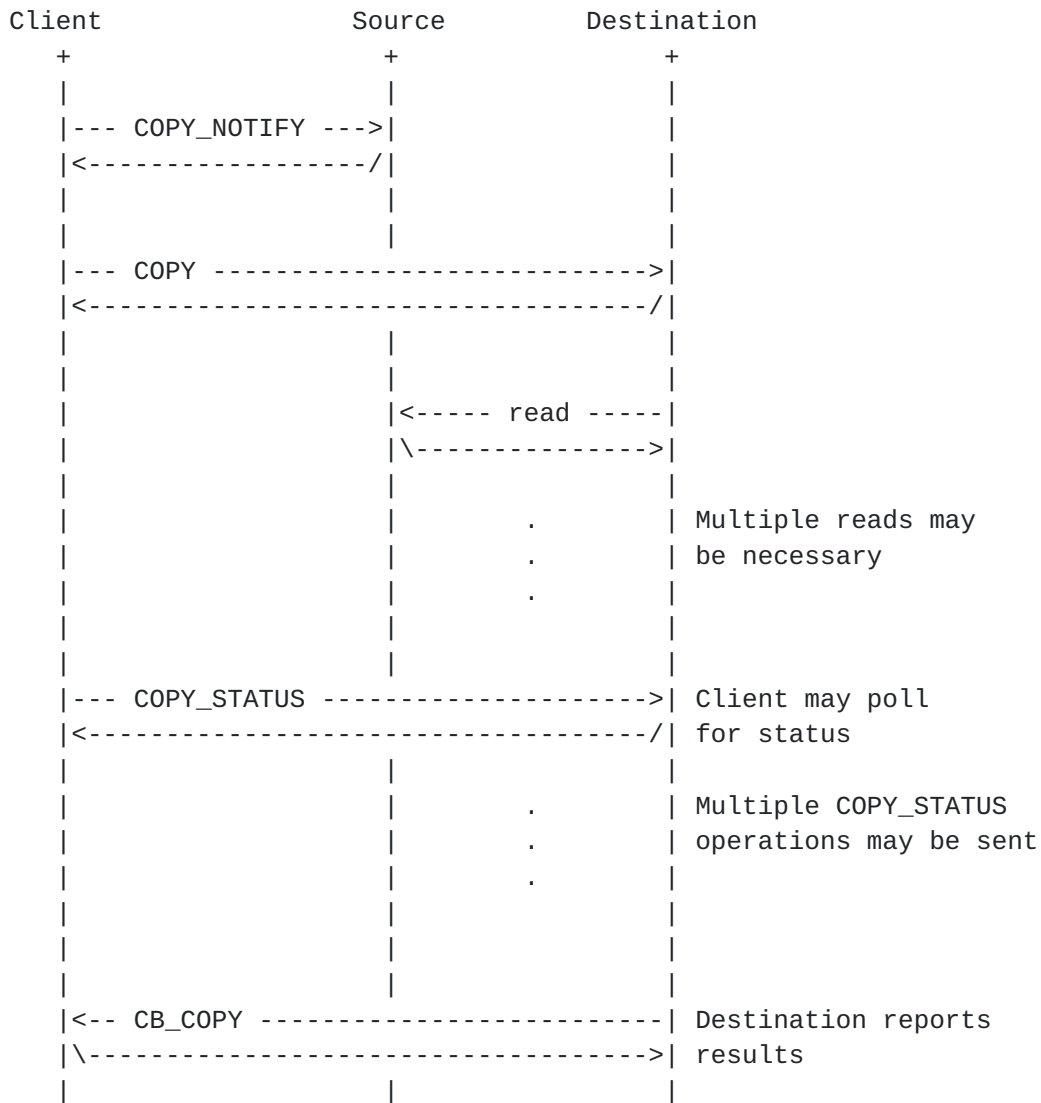 Client                Source         Destination
   +                    +                 +
   |                    |                 |
   |--- COPY_NOTIFY --->|                 |
   |<------------------/|                 |
   |                    |                 |
   |                    |                 |
   |--- COPY ---------------------------->|
   |<------------------------------------/|
   |                    |                 |
   |                    |                 |
   |                    |<----- read -----|
   |                    |\--------------->|
   |                    |                 |
   |                    |        .        | Multiple reads may
   |                    |        .        | be necessary
   |                    |        .        |
   |                    |                 |
   |                    |                 |
   |--- COPY_STATUS --------------------->| Client may poll
   |<------------------------------------/| for status
   |                    |                 |
   |                    |        .        | Multiple COPY_STATUS
   |                    |        .        | operations may be sent
   |                    |        .        |
   |                    |                 |
   |                    |                 |
   |                    |                 |
   |<-- CB_COPY --------------------------| Destination reports
   |\------------------------------------>| results
   |                    |                 |